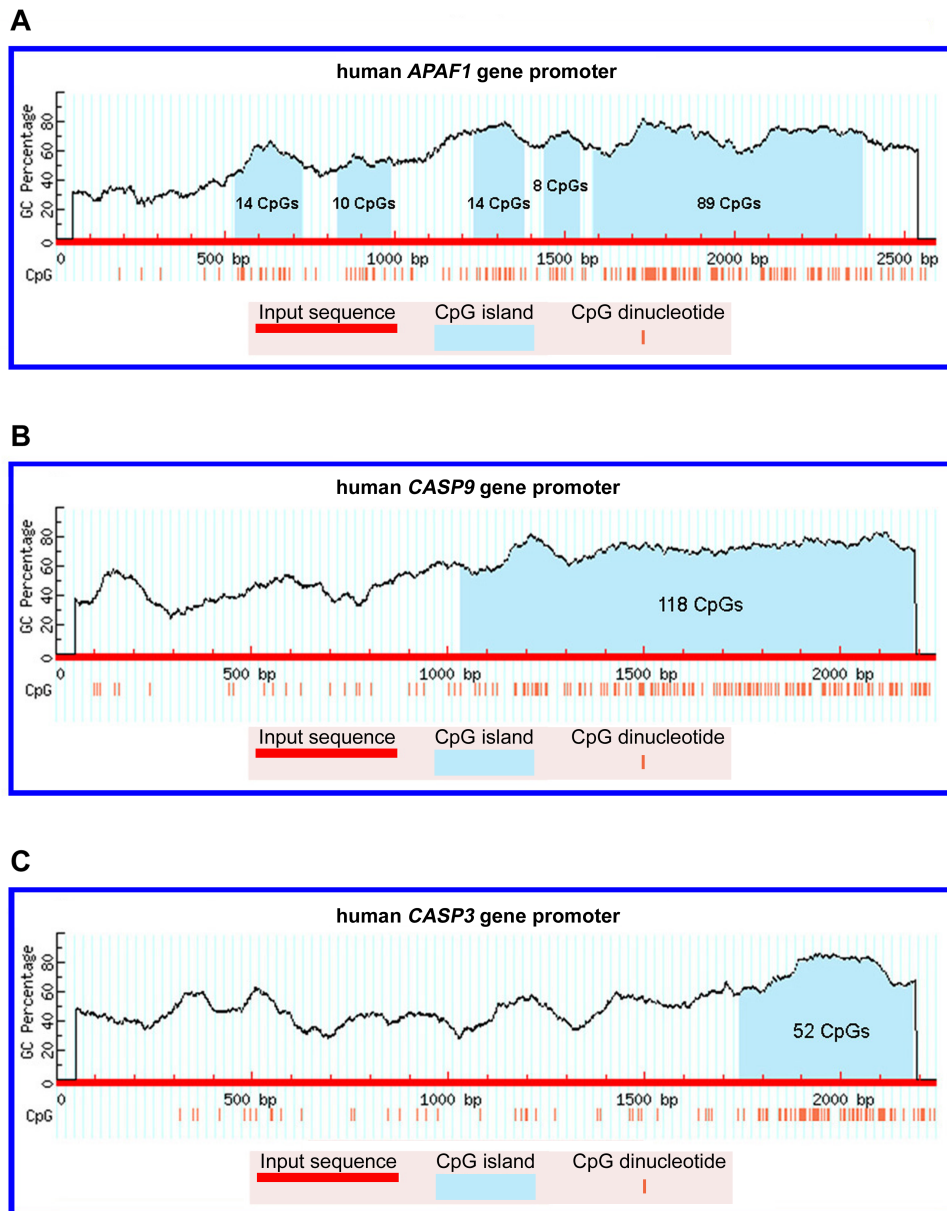 A
human APAF1 gene promoter
GC Percentage
80
60
40
20
0
14 CpGs
10 CpGs
14 CpGs
8 CpGs
89 CpGs
0 500 bp 1000 bp 1500 bp 2000 bp 2500 bp
CpG
Input sequence CpG island CpG dinucleotide
B
human CASP9 gene promoter
GC Percentage
80
60
40
20
0
118 CpGs
0 500 bp 1000 bp 1500 bp 2000 bp
CpG
Input sequence CpG island CpG dinucleotide
C
human CASP3 gene promoter
GC Percentage
80
60
40
20
0
52 CpGs
0 500 bp 1000 bp 1500 bp 2000 bp
CpG
Input sequence CpG island CpG dinucleotide